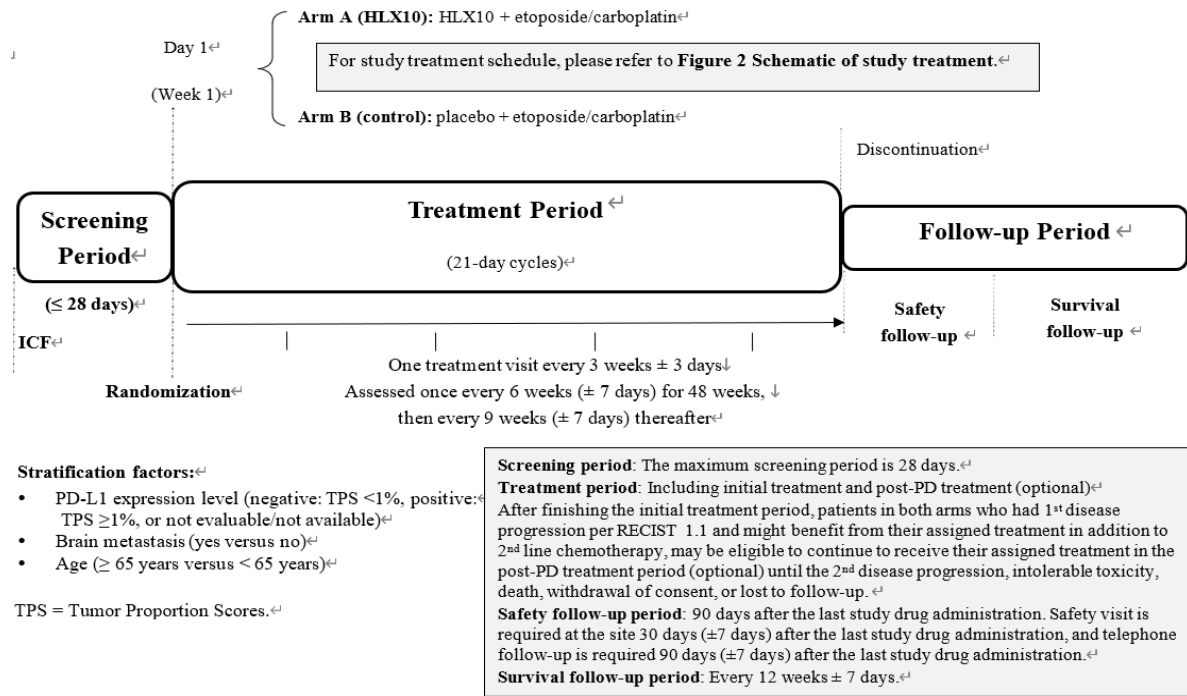 Arm A (HLX10): HLX10 + etoposide/carboplatin↵
Day 1↵
For study treatment schedule, please refer to Figure 2 Schematic of study treatment.↵
(Week 1)↵
Arm B (control): placebo + etoposide/carboplatin↵
Discontinuation↵
Screening
Period↵
(≤ 28 days)↵
Treatment Period ↵
(21-day cycles)↵
Follow-up Period ↵
Safety
follow-up ↵
Survival
follow-up ↵
ICF↵
Randomization↵
One treatment visit every 3 weeks ± 3 days↓
Assessed once every 6 weeks (± 7 days) for 48 weeks, ↓
then every 9 weeks (± 7 days) thereafter↵
Stratification factors:↵
• PD-L1 expression level (negative: TPS <1%, positive:↵
TPS ≥1%, or not evaluable/not available)↵
• Brain metastasis (yes versus no)↵
• Age (≥ 65 years versus < 65 years)↵
TPS = Tumor Proportion Scores.↵
Screening period: The maximum screening period is 28 days.↵
Treatment period: Including initial treatment and post-PD treatment (optional)↵
After finishing the initial treatment period, patients in both arms who had 1st disease
progression per RECIST 1.1 and might benefit from their assigned treatment in addition to
2nd line chemotherapy, may be eligible to continue to receive their assigned treatment in the
post-PD treatment period (optional) until the 2nd disease progression, intolerable toxicity,
death, withdrawal of consent, or lost to follow-up.↵
Safety follow-up period: 90 days after the last study drug administration. Safety visit is
required at the site 30 days (±7 days) after the last study drug administration, and telephone
follow-up is required 90 days (±7 days) after the last study drug administration.↵
Survival follow-up period: Every 12 weeks ± 7 days.↵